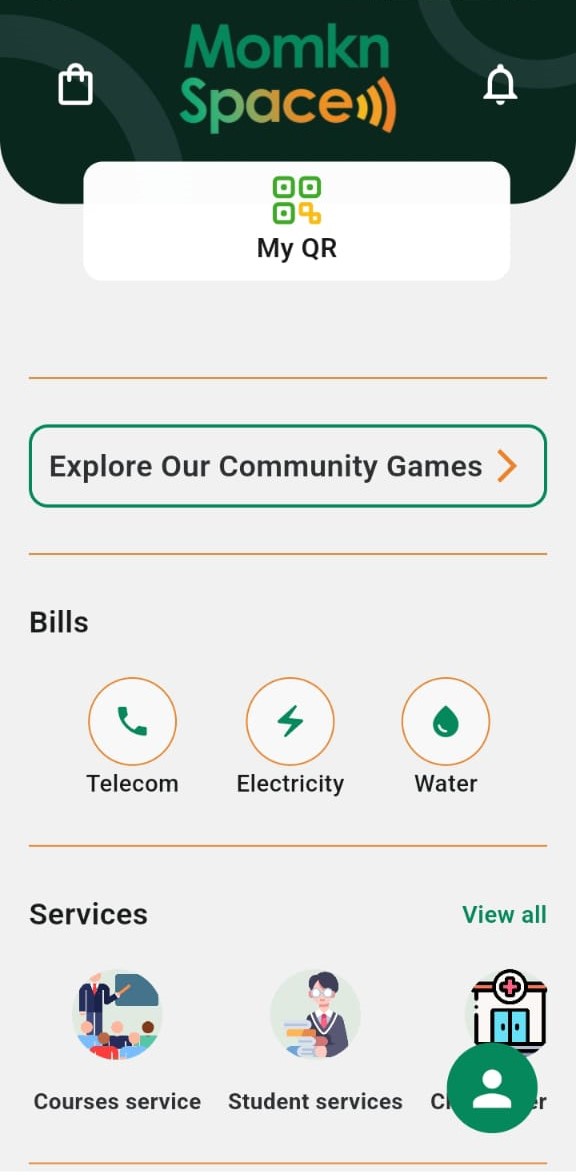 Momkn
Space
My QR
Explore Our Community Games
Bills
Telecom
Electricity
Water
Services
View all
Courses service
Student services